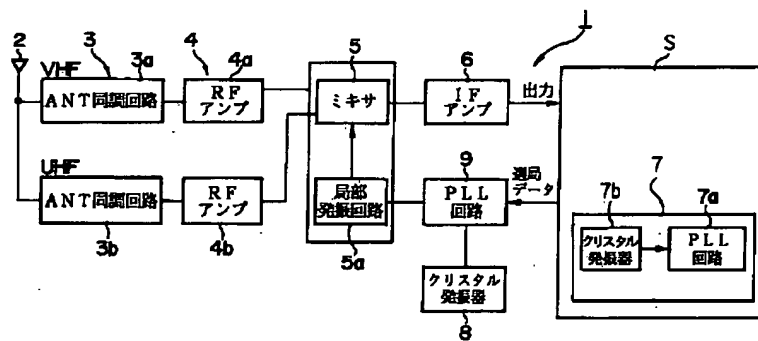 1
2
VHF
3
3a
ANT同調回路
4
4a
RF
アンプ
5
ミキサ
6
IF
アンプ
出力
S
UHF
ANT同調回路
3b
RF
アンプ
4b
局部
発振回路
5a
9
PLL
回路
選局
データ
クリスタル
発振器
8
7
7b
クリスタル
発振器
7a
PLL
回路